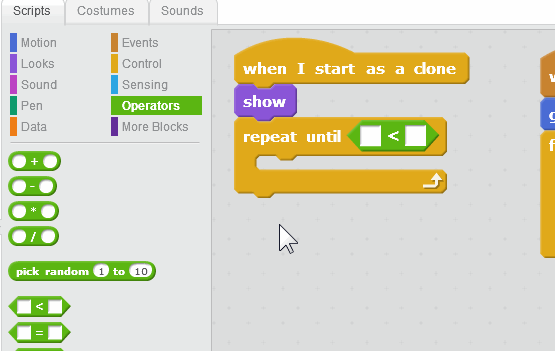 Scripts Costumes Sounds
Motion Events
Looks Control
Sound Sensing
Pen Operators
Data More Blocks
+
-
*
/
pick random 1 to 10
<
=
when I start as a clone
show
repeat until <